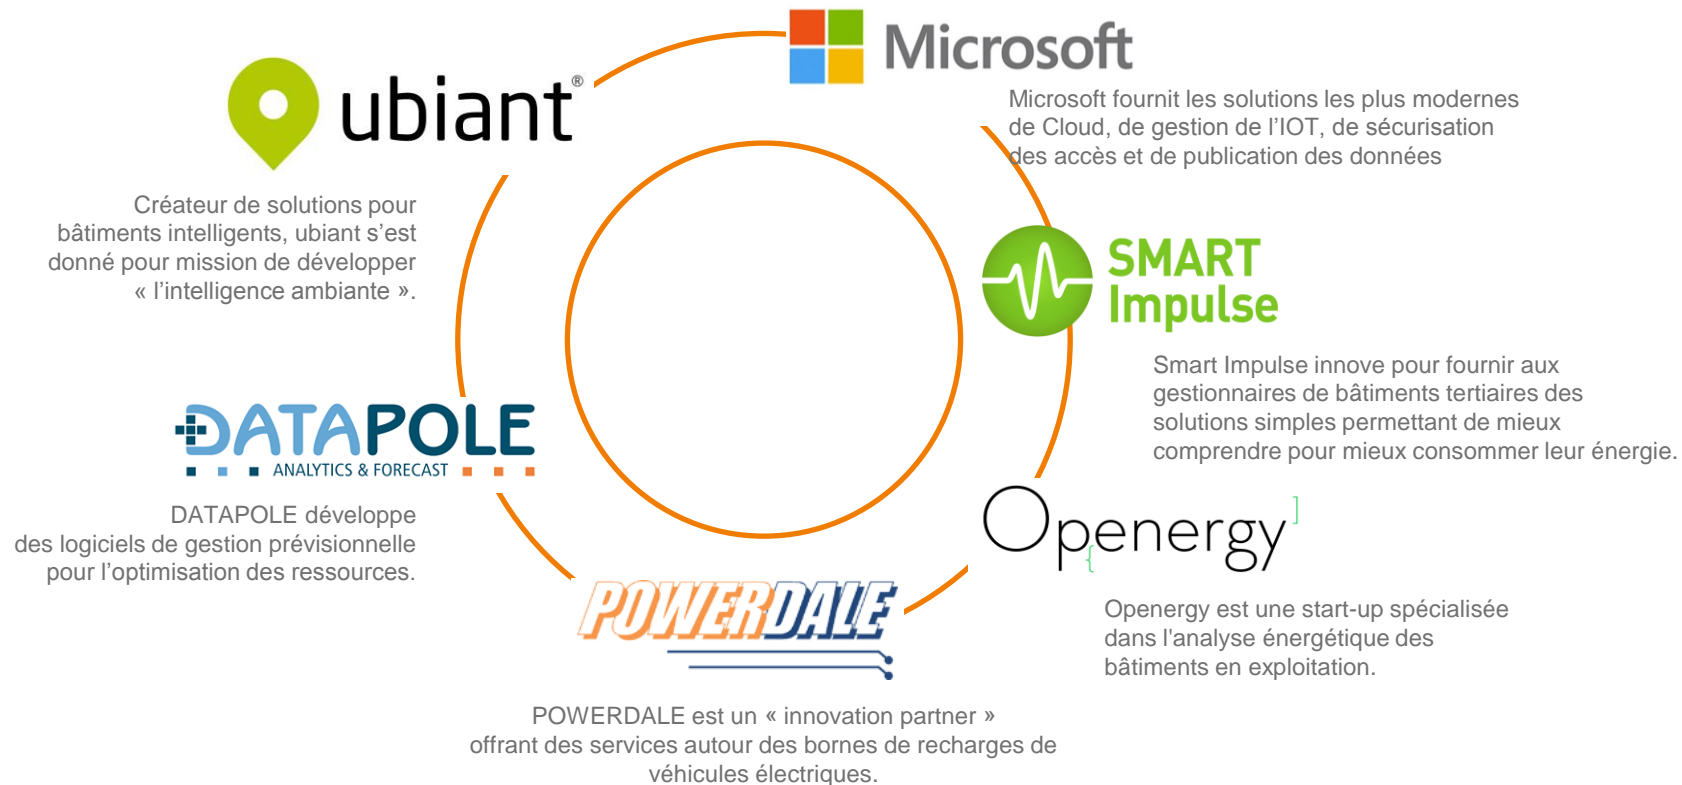 Microsoft
Microsoft fournit les solutions les plus modernes
de Cloud, de gestion de l’IOT, de sécurisation
des accès et de publication des données
ubiant®
Créateur de solutions pour
bâtiments intelligents, ubiant s’est
donné pour mission de développer
« l’intelligence ambiante ».
SMART
Impulse
Smart Impulse innove pour fournir aux
gestionnaires de bâtiments tertiaires des
solutions simples permettant de mieux
comprendre pour mieux consommer leur énergie.
DATAPOLE
ANALYTICS & FORECAST
DATAPOLE développe
des logiciels de gestion prévisionnelle
pour l’optimisation des ressources.
Openergy
Openergy est une start-up spécialisée
dans l'analyse énergétique des
bâtiments en exploitation.
POWERDALE
POWERDALE est un « innovation partner »
offrant des services autour des bornes de recharges de
véhicules électriques.